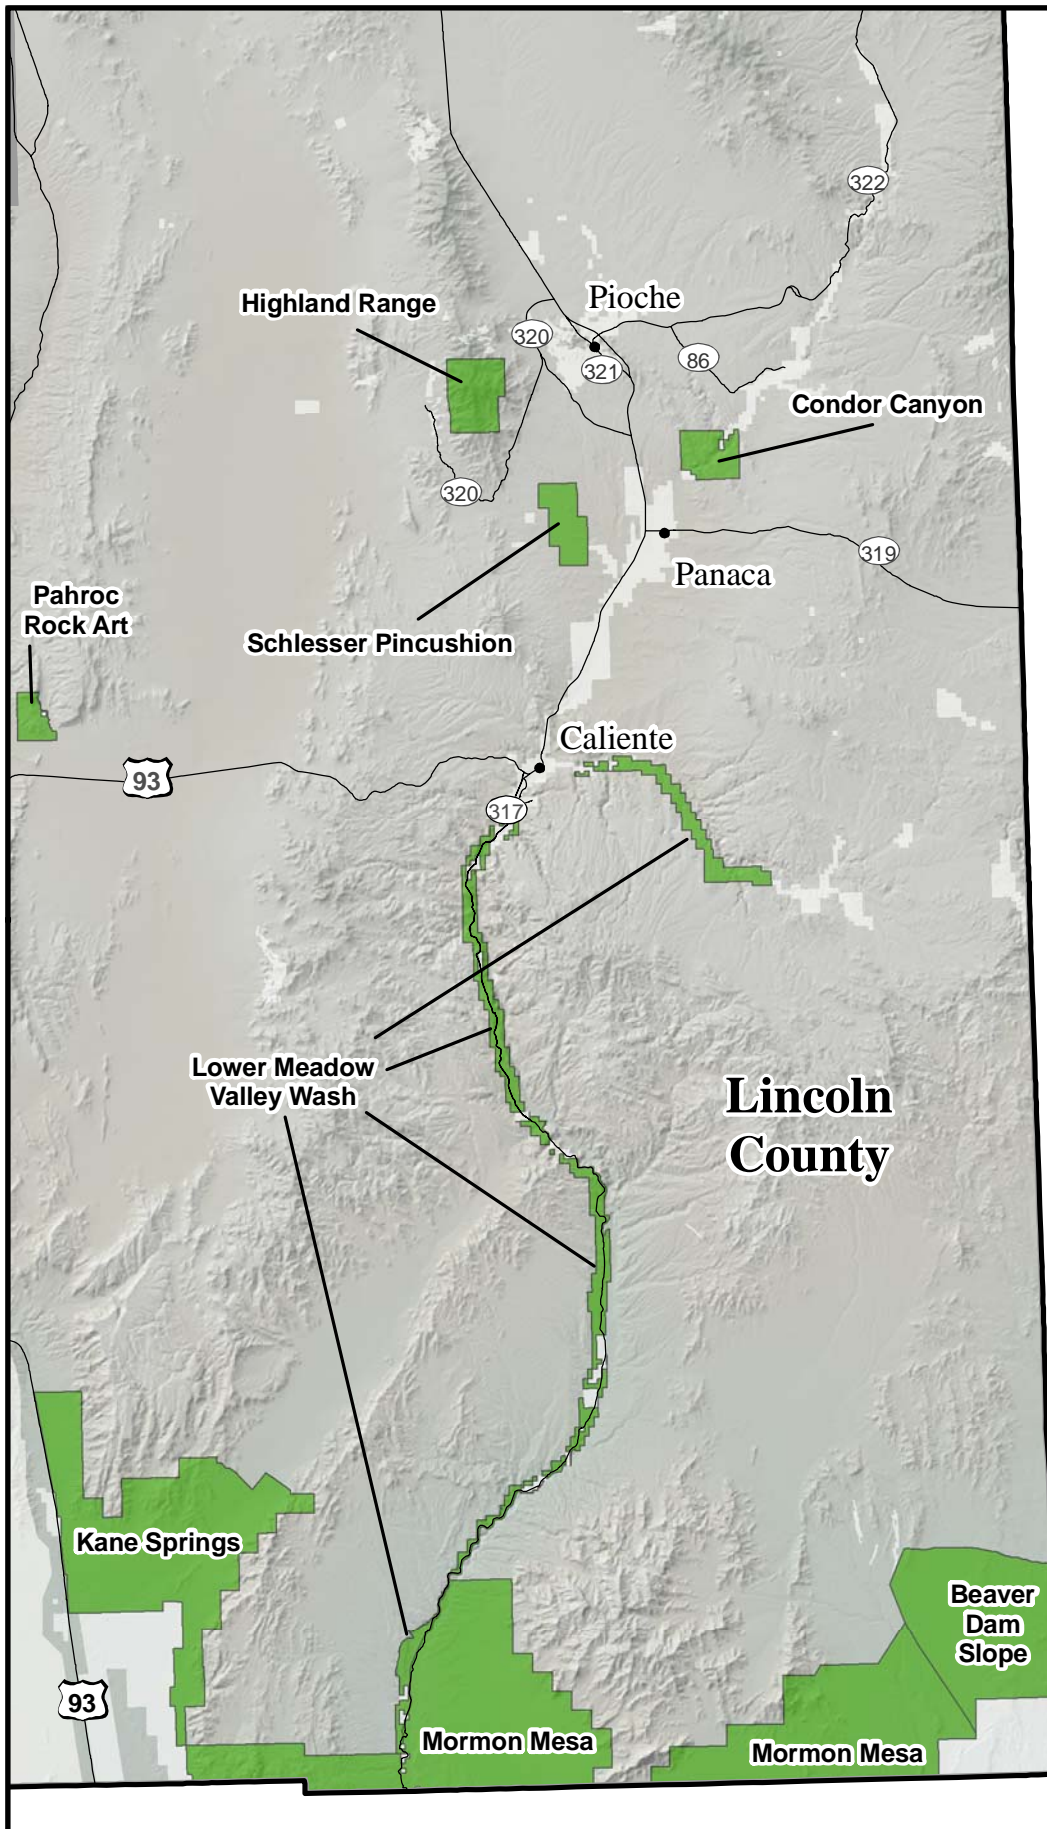 322
Highland Range
Pioche
320
321
86
Condor Canyon
320
319
Panaca
Pahroc
Rock Art
Schlesser Pincushion
Caliente
93
317
Lower Meadow
Valley Wash
Lincoln
County
Kane Springs
Beaver
Dam
Slope
93
Mormon Mesa
Mormon Mesa